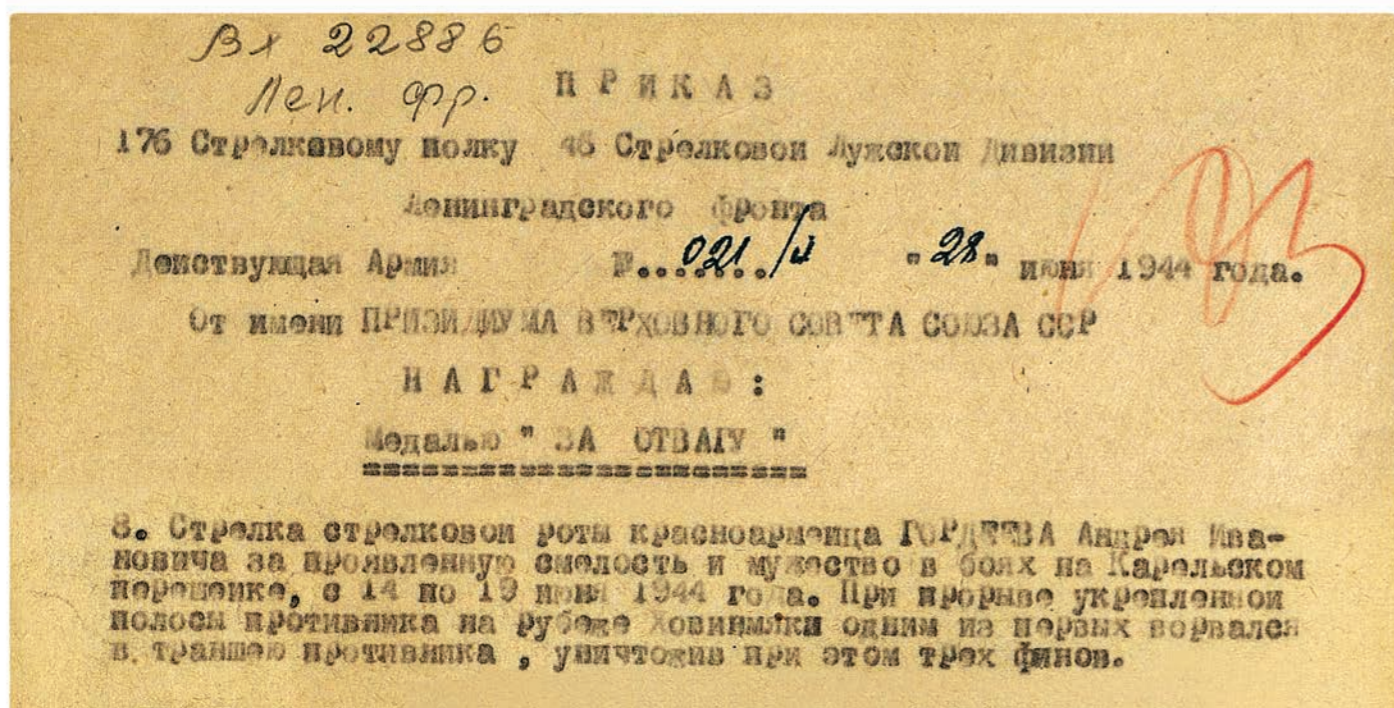 Вх 22886
Лен. фр.
ПРИКАЗ
176 Стрелкавому полку 46 Стрелковой Лужской Дивизии
Ленинградского фронта
Действующая Армия №....021/н "28" июня 1944 года.
От имени ПРИЗИДИУМА ВЕРХОВНОГО СОВЕТА СОЮЗА ССР
НАГРАЖДАЮ:
Медалью " ЗА ОТВАГУ "
8. Стрелка стрелковой роты красноармейца ГОРДЕЕВА Андрея Ива-
новича за проявленную смелость и мужество в боях на Карельском
перешейке, с 14 по 19 июня 1944 года. При прорыве укрепленной
полосы противника на рубеже одним из первых ворвался
в траншею противника , уничтожив при этом трех финов.